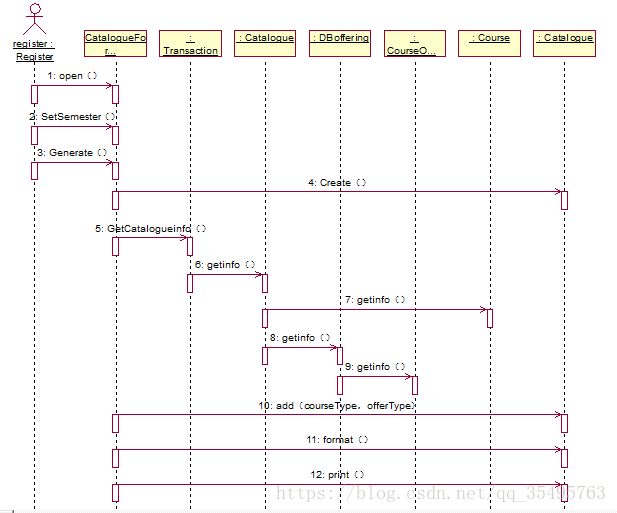 register :
Register
CatalogueFo
r...
:
Transaction
: Catalogue
: DBoffering
:
CourseO...
: Course
: Catalogue
1: open（）
2: SetSemester（）
3: Generate（）
4: Create（）
5: GetCatalogueinfo（）
6: getinfo（）
7: getinfo（）
8: getinfo（）
9: getinfo（）
10: add（courseType，offerType）
11: format（）
12: print（）
https://blog.csdn.net/qq_35495763